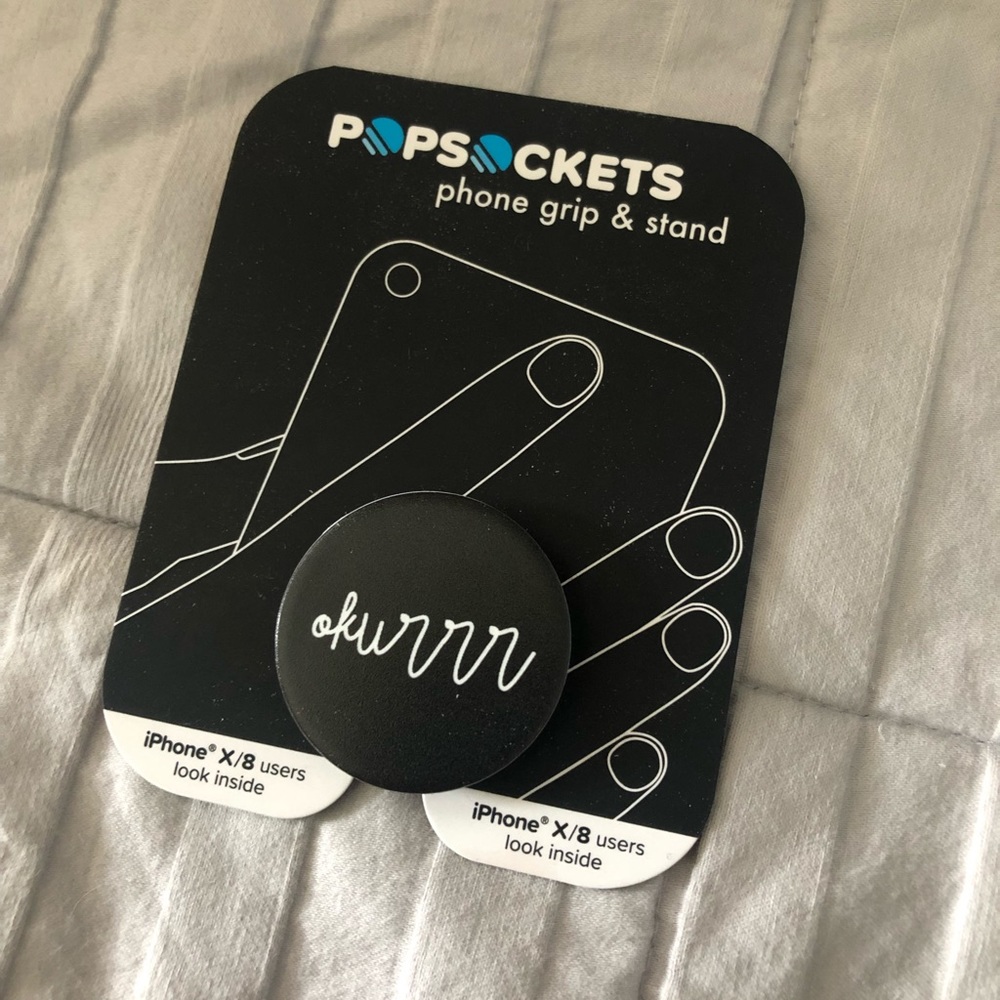 POPSOCKETS
phone grip & stand
okurrr
iPhone® X/8 users
look inside
iPhone® X/8 users
look inside